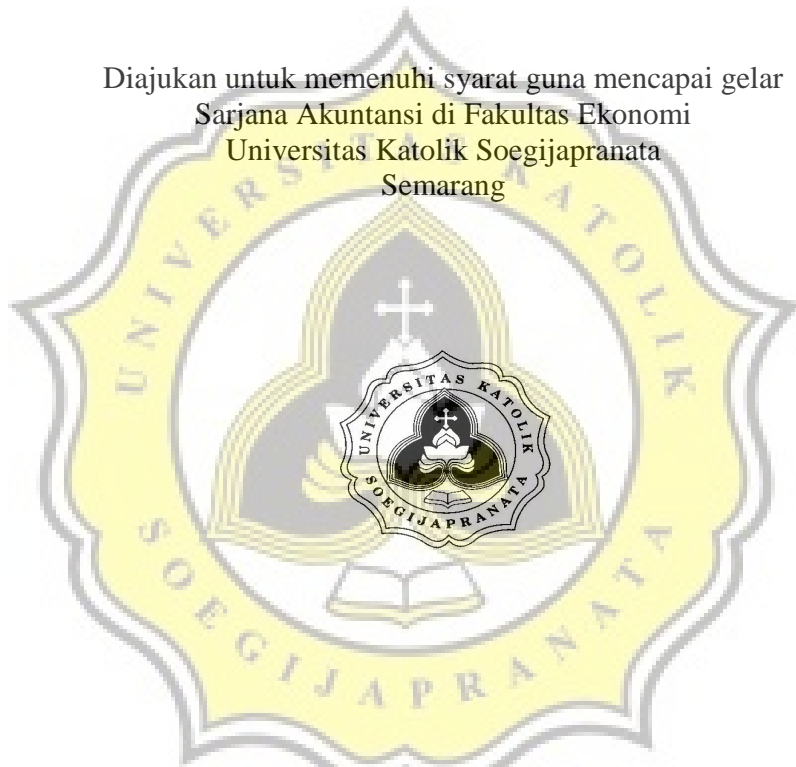 Diajukan untuk memenuhi syarat guna mencapai gelar
Sarjana Akuntansi di Fakultas Ekonomi
Universitas Katolik Soegijapranata
Semarang
UNIVERSITAS KATOLIK
SOEGIJAPRANATA
UNIVERSITAS KATOLIK
SOEGIJAPRANATA